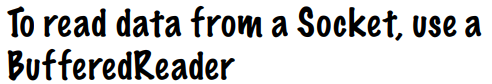 To read data from a Socket, use a
BufferedReader